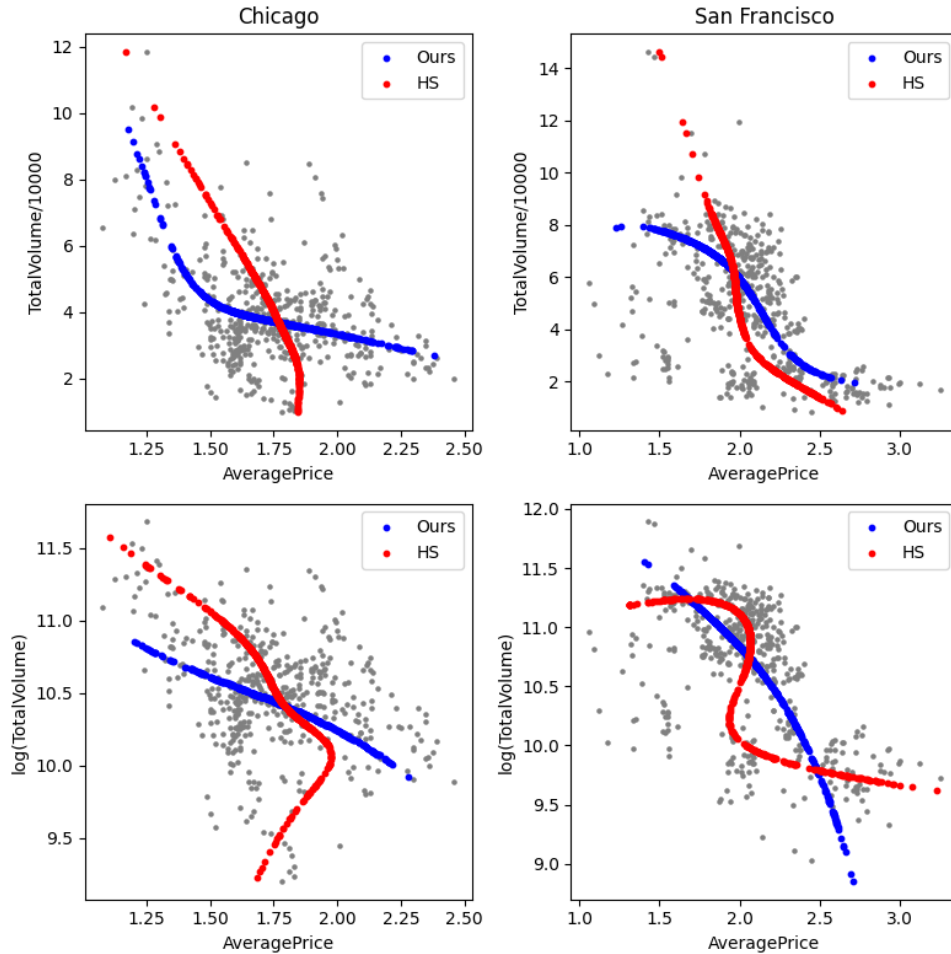 Chicago
Ours
HS
12
10
8
6
4
2
TotalVolume/10000
1.25 1.50 1.75 2.00 2.25 2.50
AveragePrice
San Francisco
Ours
HS
14
12
10
8
6
4
2
TotalVolume/10000
1.0 1.5 2.0 2.5 3.0
AveragePrice
Ours
HS
11.5
11.0
10.5
10.0
9.5
log(TotalVolume)
1.25 1.50 1.75 2.00 2.25 2.50
AveragePrice
Ours
HS
12.0
11.5
11.0
10.5
10.0
9.5
9.0
log(TotalVolume)
1.0 1.5 2.0 2.5 3.0
AveragePrice